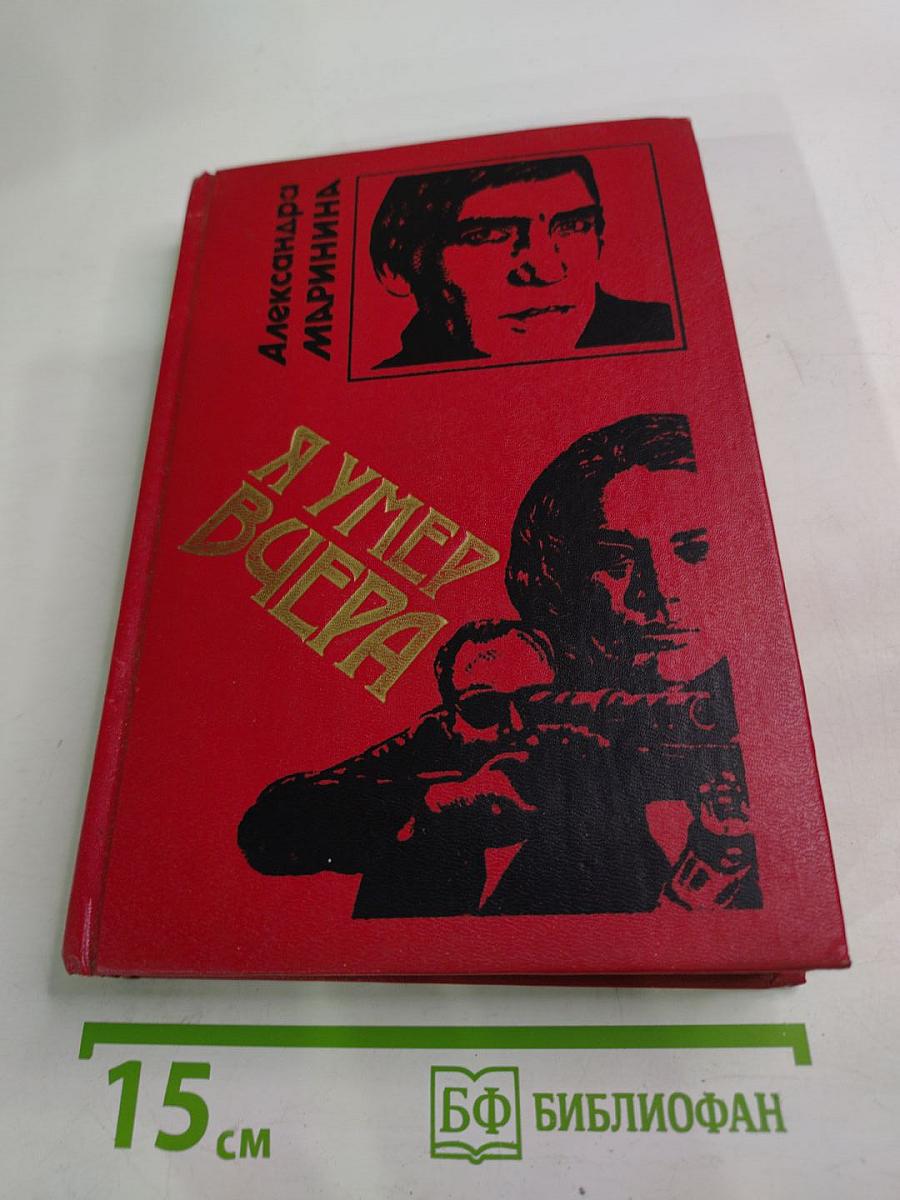 Александра
МАРИНИНА
Я УМЕР
ВЧЕРА
15 см
БФ БИБЛИОФАН